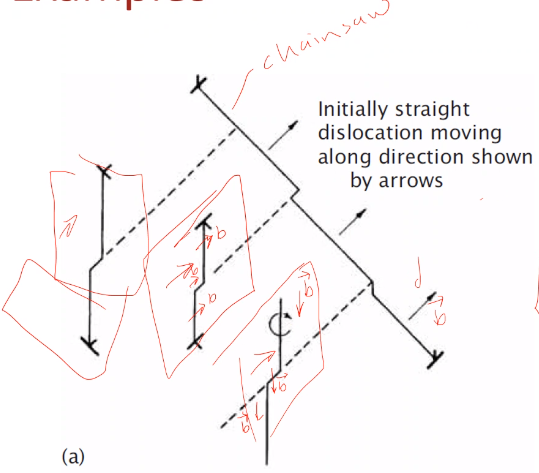 Examples
chainsaw
Initially straight
dislocation moving
along direction shown
by arrows
b
b
b
b
b
b
b
(a)